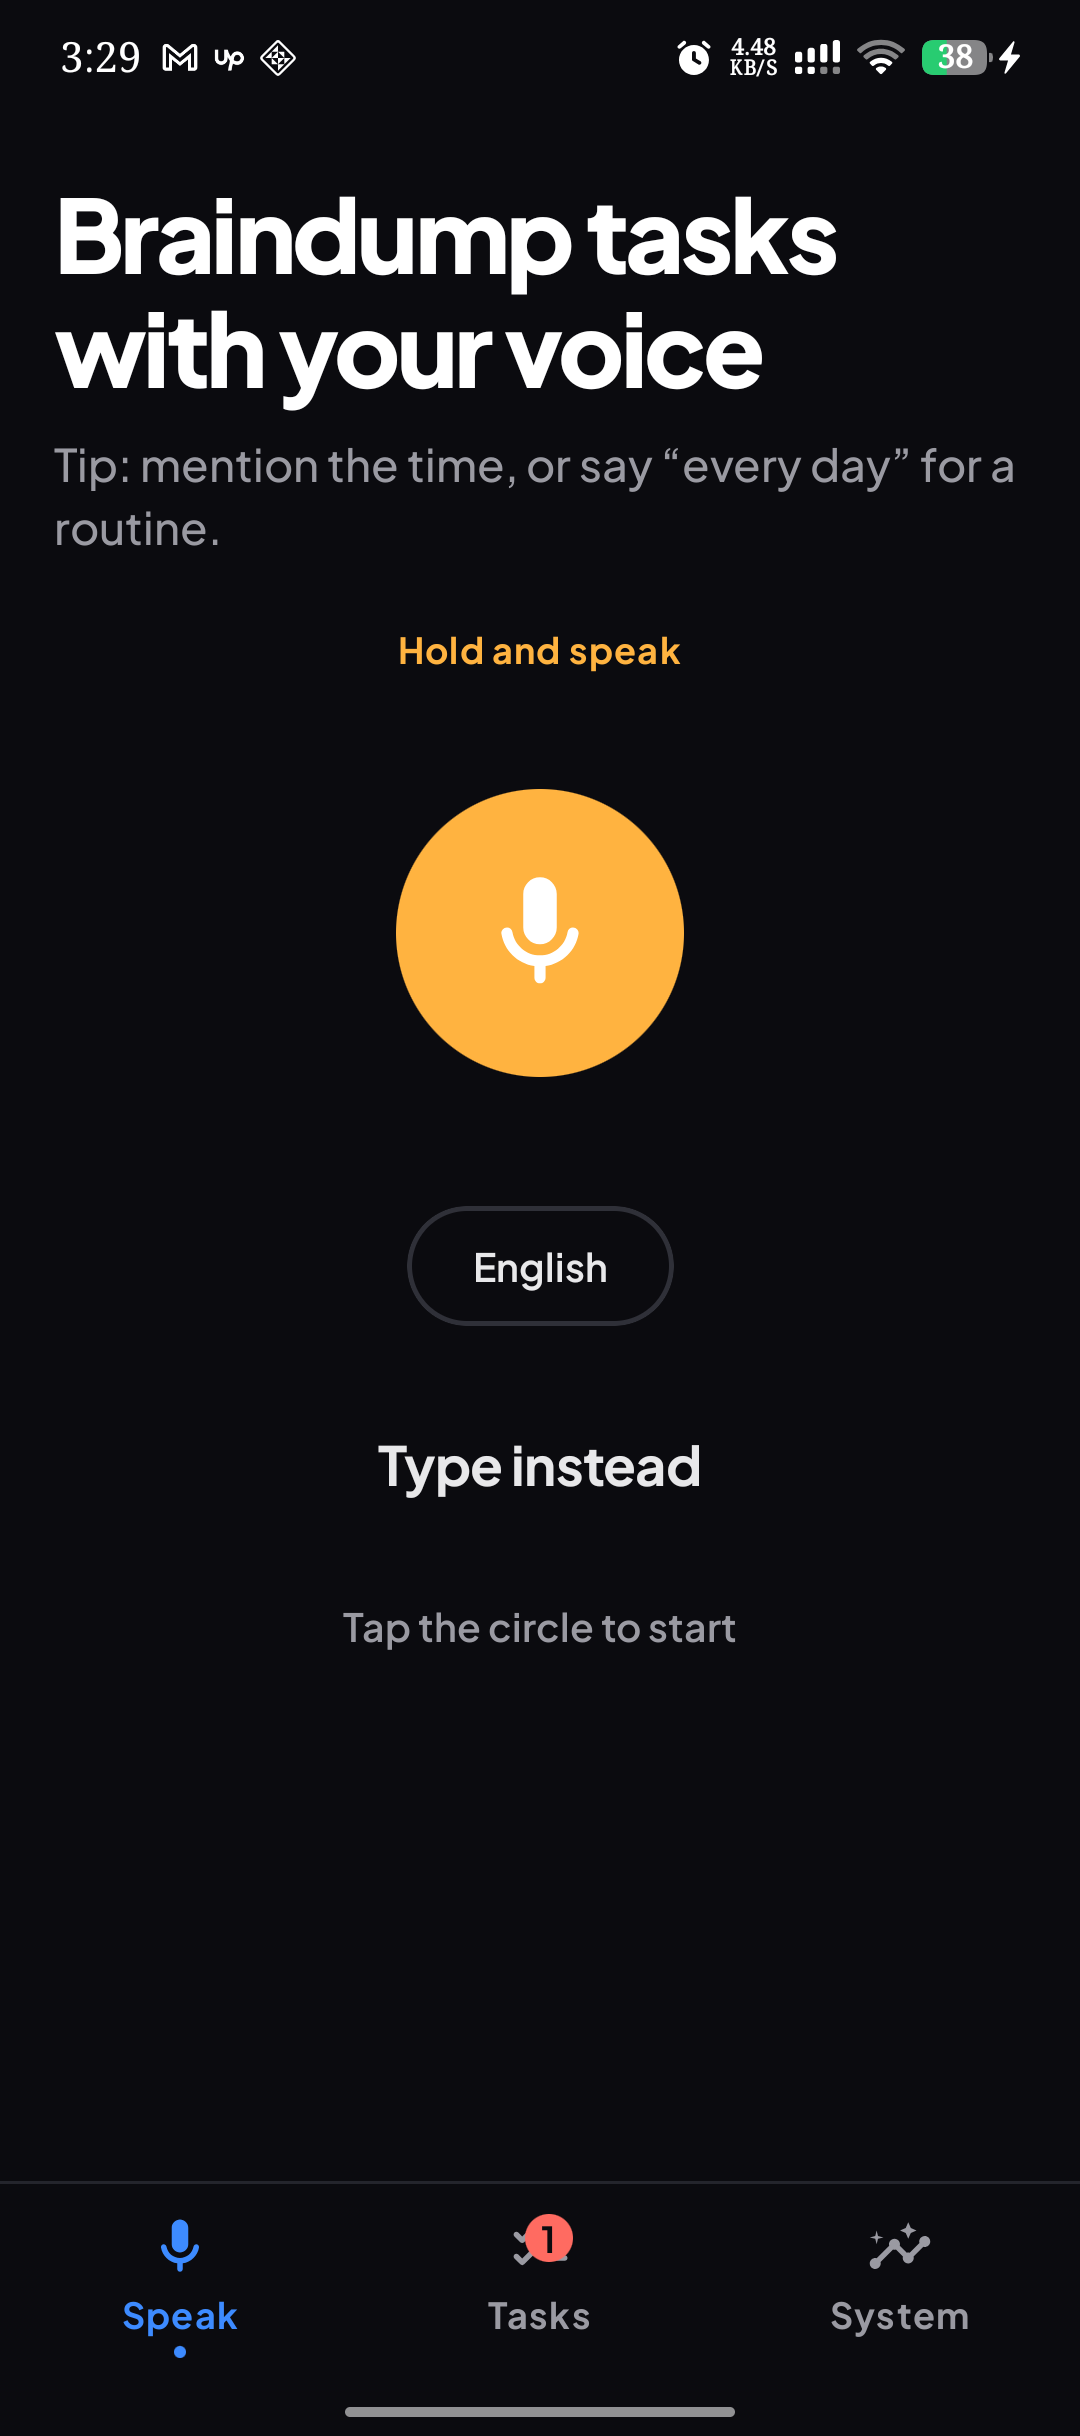 3:29 up 4.48 KB/S 38
Braindump tasks
with your voice
Tip: mention the time, or say “every day” for a
routine.
Hold and speak
English
Type instead
Tap the circle to start
1
Speak Tasks System